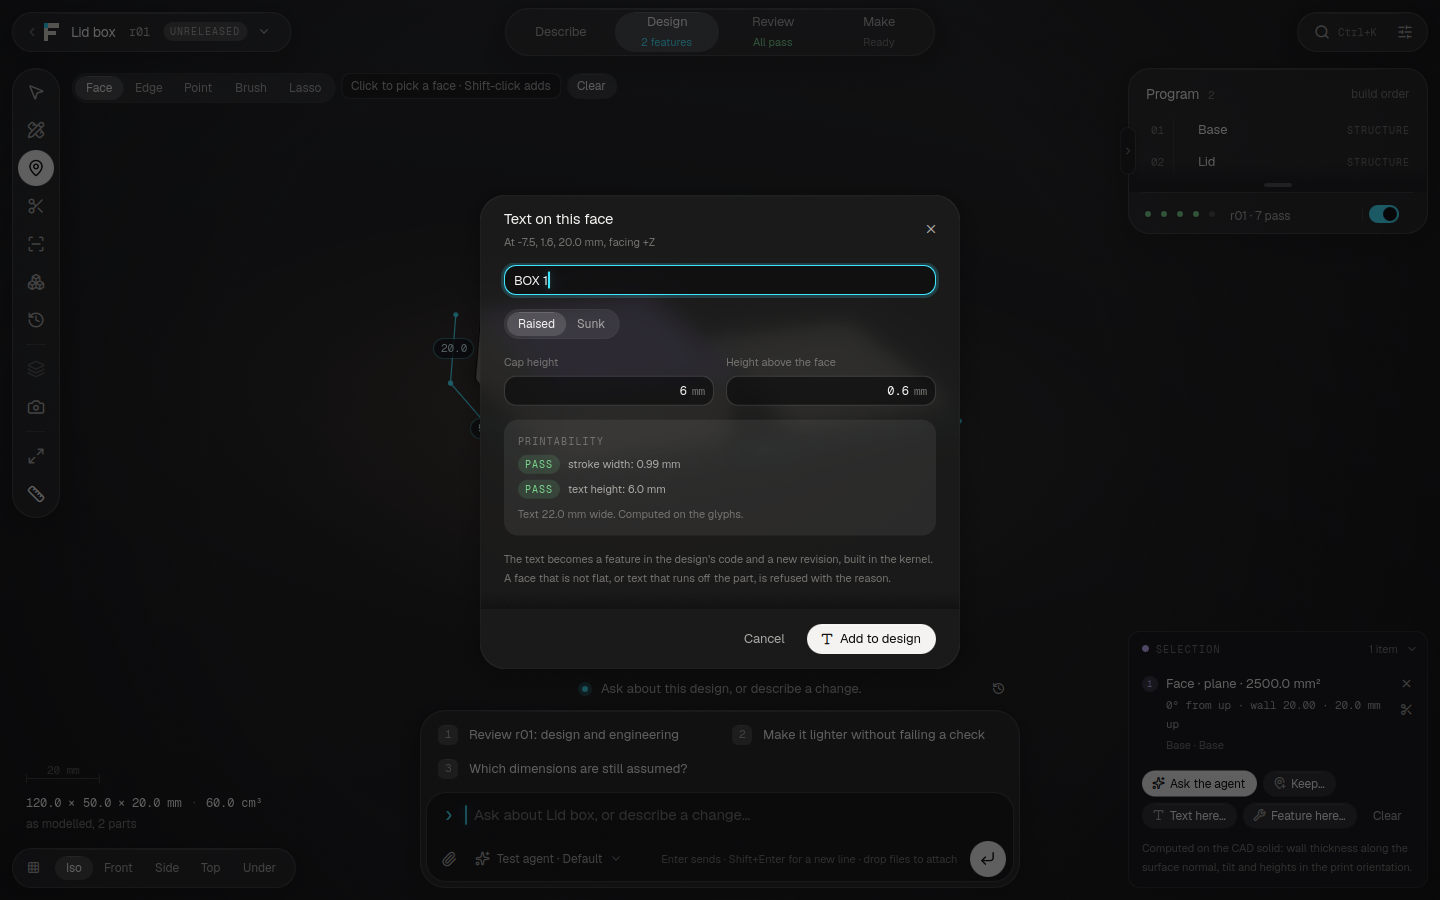 Lid box r01 UNRELEASED
Describe
Design
2 features
Review
All pass
Make
Ready
Ctrl+K
Face Edge Point Brush Lasso
Click to pick a face · Shift-click adds
Clear
Program 2 build order
01 Base STRUCTURE
02 Lid STRUCTURE
r01 · 7 pass
Text on this face
At -7.5, 1.6, 20.0 mm, facing +Z
BOX 1
Raised Sunk
Cap height
6 mm
Height above the face
0.6 mm
PRINTABILITY
PASS stroke width: 0.99 mm
PASS text height: 6.0 mm
Text 22.0 mm wide. Computed on the glyphs.
The text becomes a feature in the design's code and a new revision, built in the kernel.
A face that is not flat, or text that runs off the part, is refused with the reason.
Cancel
Add to design
20.0
Ask about this design, or describe a change.
1 Review r01: design and engineering
2 Make it lighter without failing a check
3 Which dimensions are still assumed?
Ask about Lid box, or describe a change...
Test agent · Default
Enter sends · Shift+Enter for a new line · drop files to attach
20 mm
120.0 × 50.0 × 20.0 mm · 60.0 cm³
as modelled, 2 parts
Iso Front Side Top Under
SELECTION 1 item
1 Face · plane · 2500.0 mm²
0° from up · wall 20.00 · 20.0 mm
up
Base · Base
Ask the agent
Keep...
Text here...
Feature here...
Clear
Computed on the CAD solid: wall thickness along the
surface normal, tilt and heights in the print orientation.